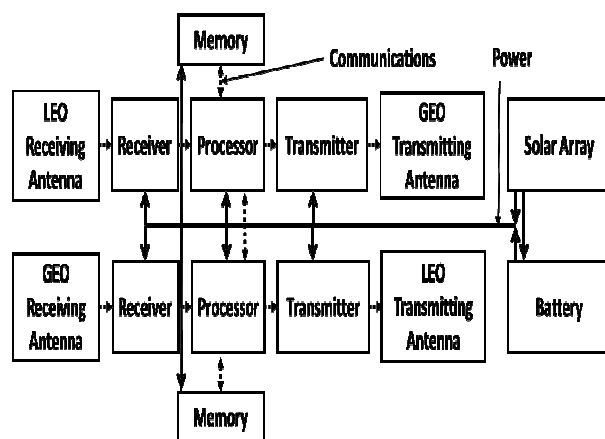 Memory
Communications
Power
LEO
Receiving
Antenna
Receiver
Processor
Transmitter
GEO
Transmitting
Antenna
Solar Array
GEO
Receiving
Antenna
Receiver
Processor
Transmitter
LEO
Transmitting
Antenna
Battery
Memory